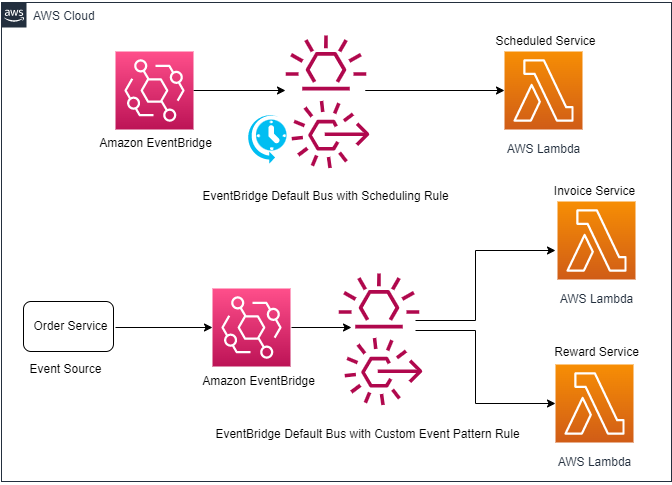 aws
AWS Cloud
Scheduled Service
Amazon EventBridge
AWS Lambda
EventBridge Default Bus with Scheduling Rule
Invoice Service
AWS Lambda
Order Service
Event Source
Amazon EventBridge
Reward Service
EventBridge Default Bus with Custom Event Pattern Rule
AWS Lambda